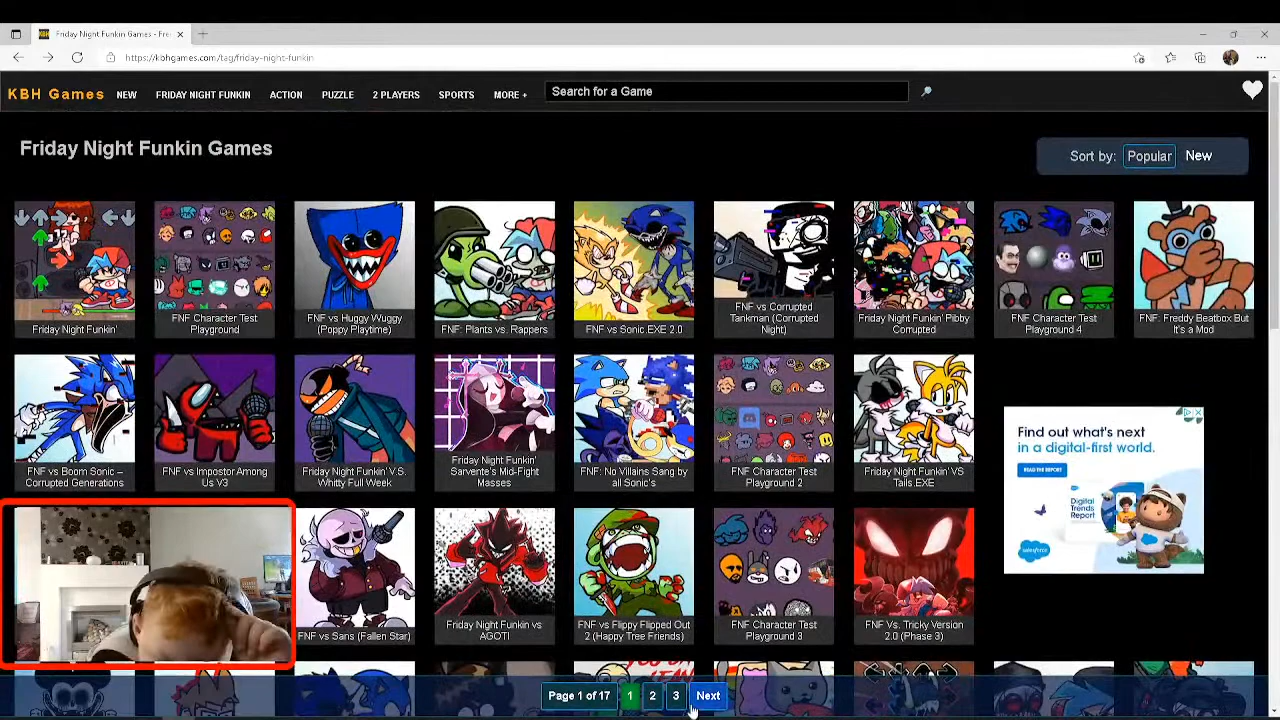 Friday Night Funkin Games - Fre
https://kbhgames.com/tag/friday-night-funkin
KBH Games
NEW
FRIDAY NIGHT FUNKIN
ACTION
PUZZLE
2 PLAYERS
SPORTS
MORE +
Search for a Game
Friday Night Funkin Games
Sort by:
Popular
New
Friday Night Funkin'
FNF Character Test
Playground
FNF vs Huggy Wuggy
(Poppy Playtime)
FNF: Plants vs. Rappers
FNF vs Sonic.EXE 2.0
FNF vs Corrupted
Tankman (Corrupted
Night)
Friday Night Funkin' Pibby
Corrupted
FNF Character Test
Playground 4
FNF: Freddy Beatbox But
It's a Mod
FNF vs Boom Sonic –
Corrupted Generations
FNF vs Impostor Among
Us V3
Friday Night Funkin' V.S.
Whitty Full Week
Friday Night Funkin'
Sarvente's Mid-Fight
Masses
FNF: No Villains Sang by
all Sonic's
FNF Character Test
Playground 2
Friday Night Funkin' VS
Tails.EXE
Find out what's next
in a digital-first world.
READ THE REPORT
Digital
Trends
Report
salesforce
FNF vs Sans (Fallen Star)
Friday Night Funkin vs
AGOTI
FNF vs Flippy Flipped Out
2 (Happy Tree Friends)
FNF Character Test
Playground 3
FNF Vs. Tricky Version
2.0 (Phase 3)
Page 1 of 17
1
2
3
Next